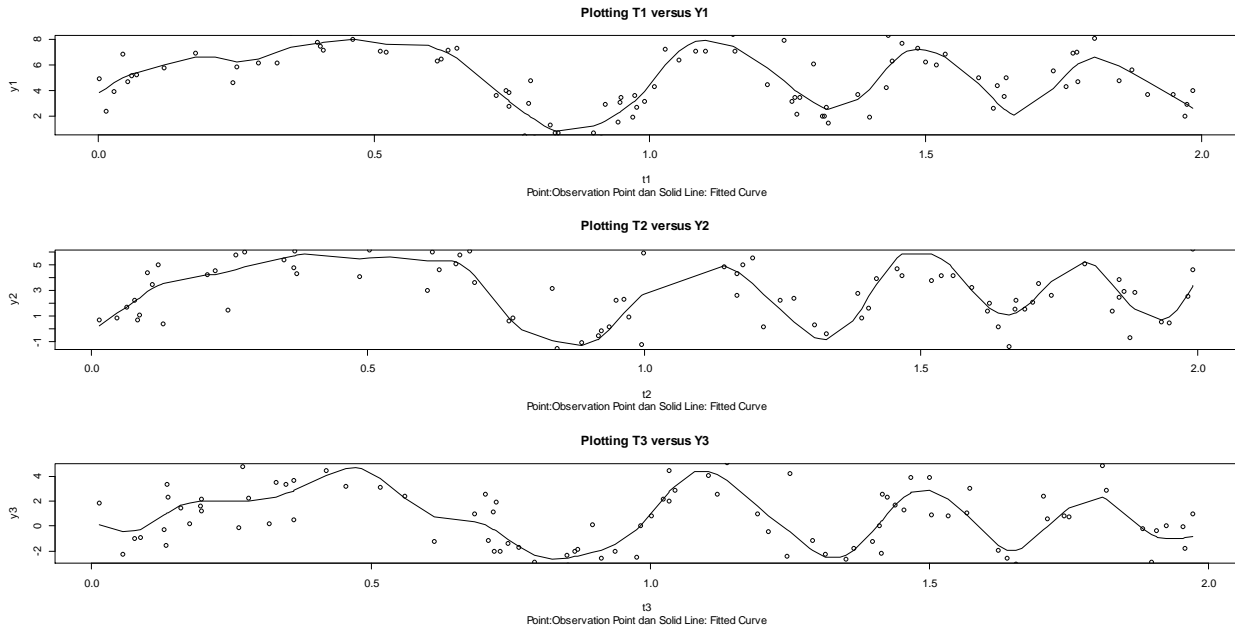 Plotting T1 versus Y1
y1
8
6
4
2
0.0 0.5 1.0 1.5 2.0
t1
Point:Observation Point dan Solid Line: Fitted Curve
Plotting T2 versus Y2
y2
5
3
1
-1
0.0 0.5 1.0 1.5 2.0
t2
Point:Observation Point dan Solid Line: Fitted Curve
Plotting T3 versus Y3
y3
4
2
0
-2
0.0 0.5 1.0 1.5 2.0
t3
Point:Observation Point dan Solid Line: Fitted Curve